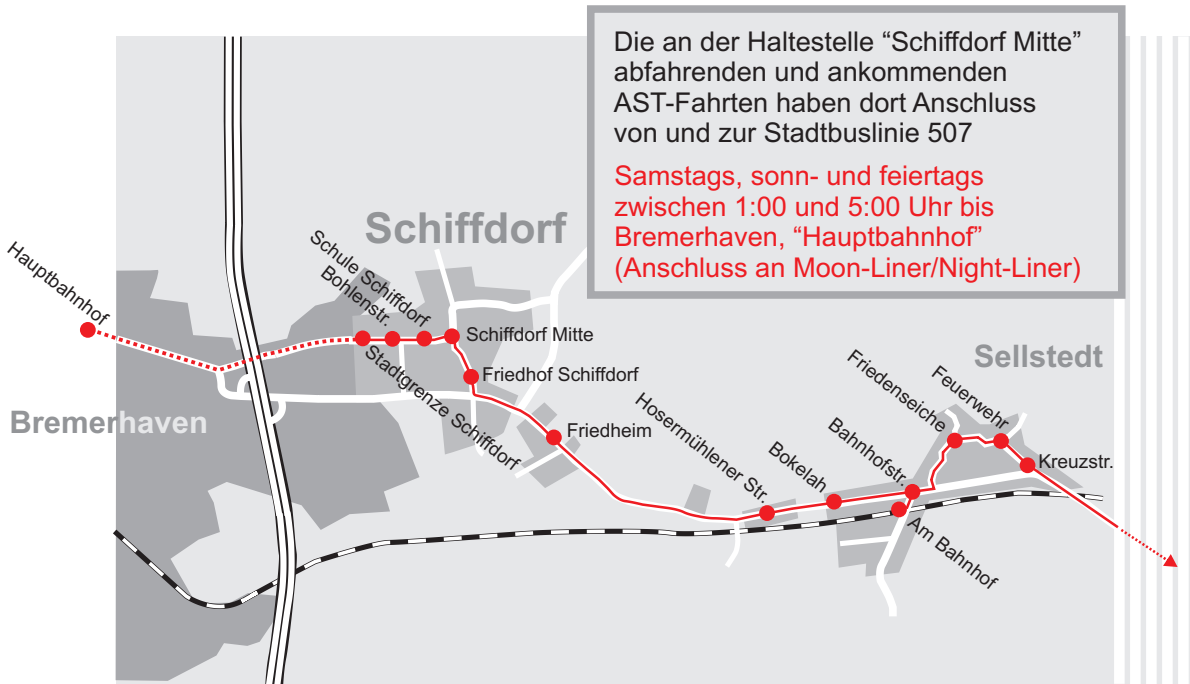 Die an der Haltestelle “Schiffdorf Mitte”
abfahrenden und ankommenden
AST-Fahrten haben dort Anschluss
von und zur Stadtbuslinie 507
Samstags, sonn- und feiertags
zwischen 1:00 und 5:00 Uhr bis
Bremerhaven, “Hauptbahnhof”
(Anschluss an Moon-Liner/Night-Liner)
Schiffdorf
Hauptbahnhof
Schule Schiffdorf
Bohlenstr.
Schiffdorf Mitte
Stadtgrenze Schiffdorf
Friedhof Schiffdorf
Bremerhaven
Friedheim
Sellstedt
Hosermühlener Str.
Bokelah
Bahnhofstr.
Friedenseiche
Feuerwehr
Kreuzstr.
Am Bahnhof